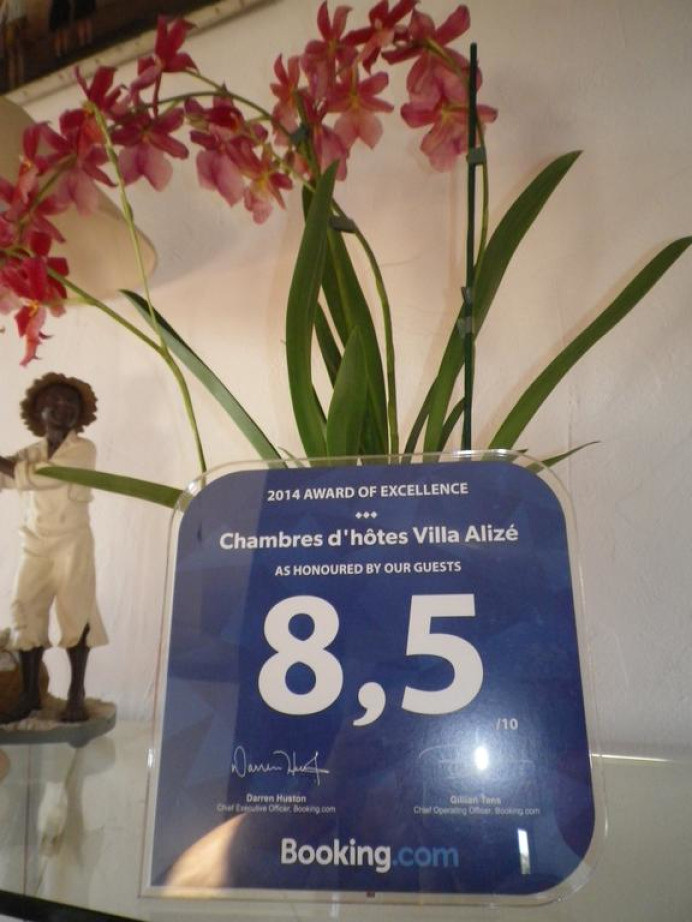 2014 AWARD OF EXCELLENCE
Chambres d'hôtes Villa Alizé
AS HONOURED BY OUR GUESTS
8,5
/10
Darren Huston
Gillian Tans
Chief Executive Officer, Booking.com
Chief Operating Officer, Booking.com
Booking.com